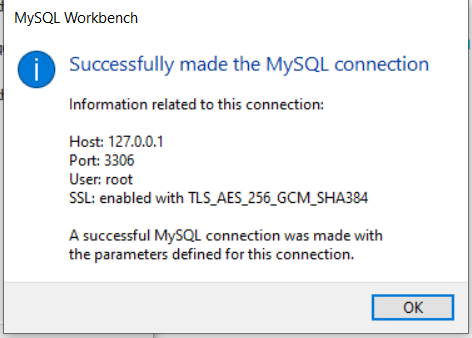 MySQL Workbench
Successfully made the MySQL connection
Information related to this connection:
Host: 127.0.0.1
Port: 3306
User: root
SSL: enabled with TLS_AES_256_GCM_SHA384
A successful MySQL connection was made with
the parameters defined for this connection.
OK